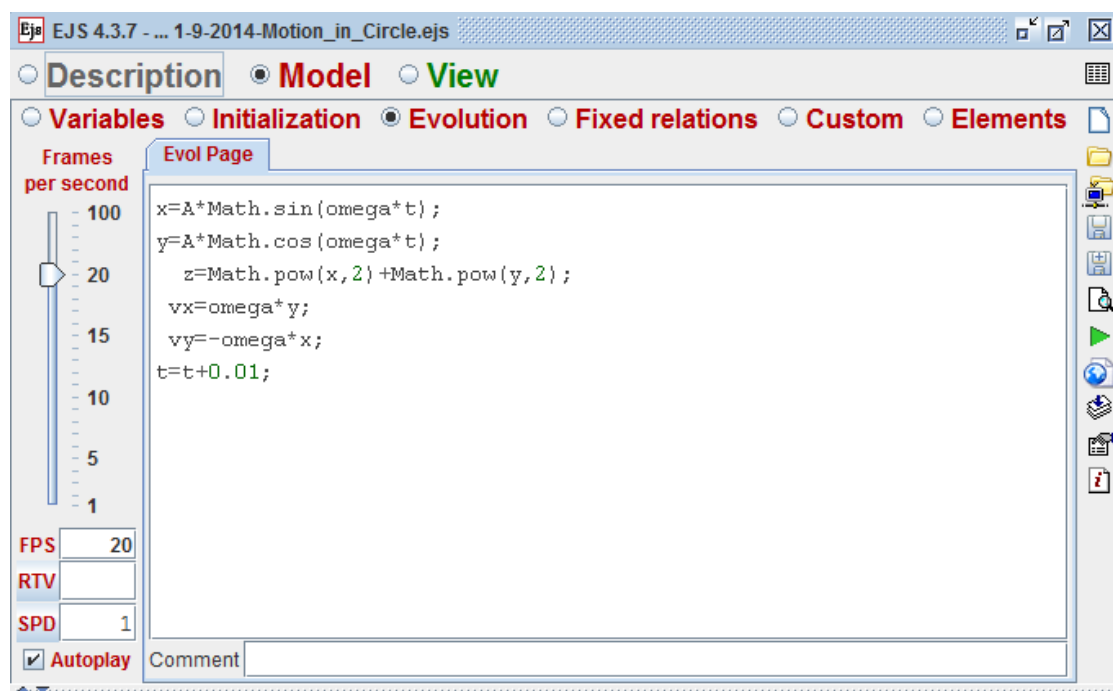 EJS 4.3.7 - ... 1-9-2014-Motion_in_Circle.ejs
Description Model View
Variables Initialization Evolution Fixed relations Custom Elements
Frames
per second
100
20
15
10
5
1
FPS 20
RTV
SPD 1
Autoplay
Evol Page
x=A*Math.sin(omega*t);
y=A*Math.cos(omega*t);
z=Math.pow(x,2)+Math.pow(y,2);
vx=omega*y;
vy=-omega*x;
t=t+0.01;
Comment